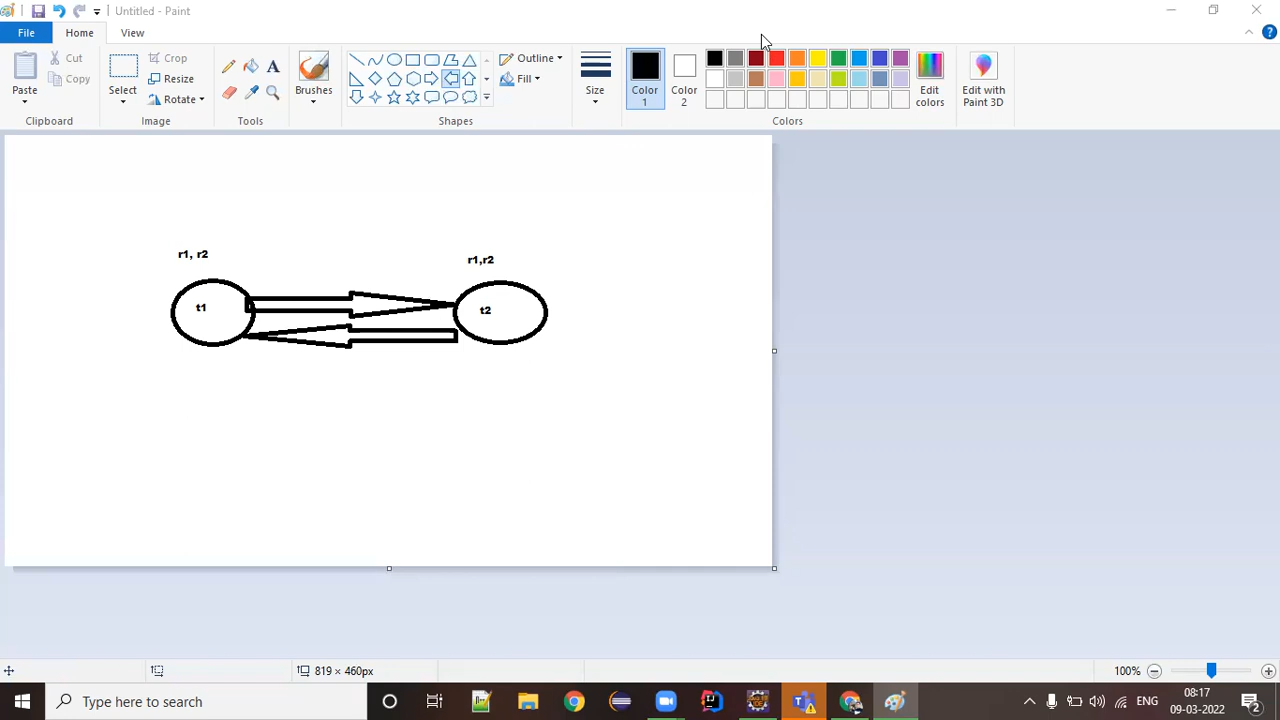 Untitled - Paint
File Home View
Paste
Cut
Copy
Clipboard
Select
Crop
Resize
Rotate
Image
A
Tools
Brushes
Outline
Fill
Shapes
Size
Color 1
Color 2
Edit colors
Colors
Edit with Paint 3D
r1, r2
r1,r2
t1
t2
819 × 460px
100%
Type here to search
ENG
08:17
09-03-2022
2